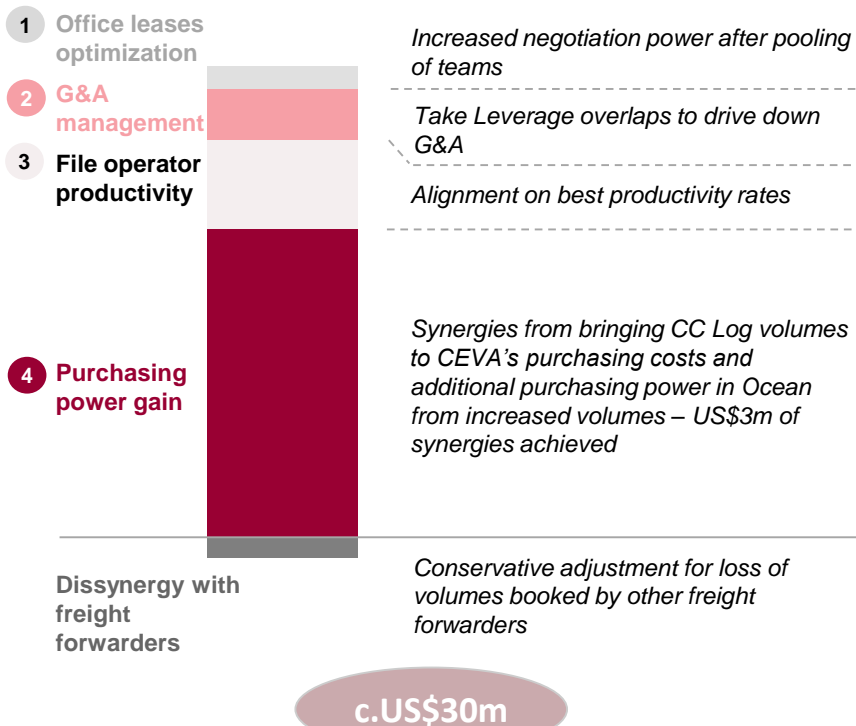 1 Office leases
optimization
Increased negotiation power after pooling
of teams
2 G&A
management
Take Leverage overlaps to drive down
G&A
3 File operator
productivity
Alignment on best productivity rates
4 Purchasing
power gain
Synergies from bringing CC Log volumes
to CEVA's purchasing costs and
additional purchasing power in Ocean
from increased volumes – US$3m of
synergies achieved
Dissynergy with
freight
forwarders
Conservative adjustment for loss of
volumes booked by other freight
forwarders
c.US$30m